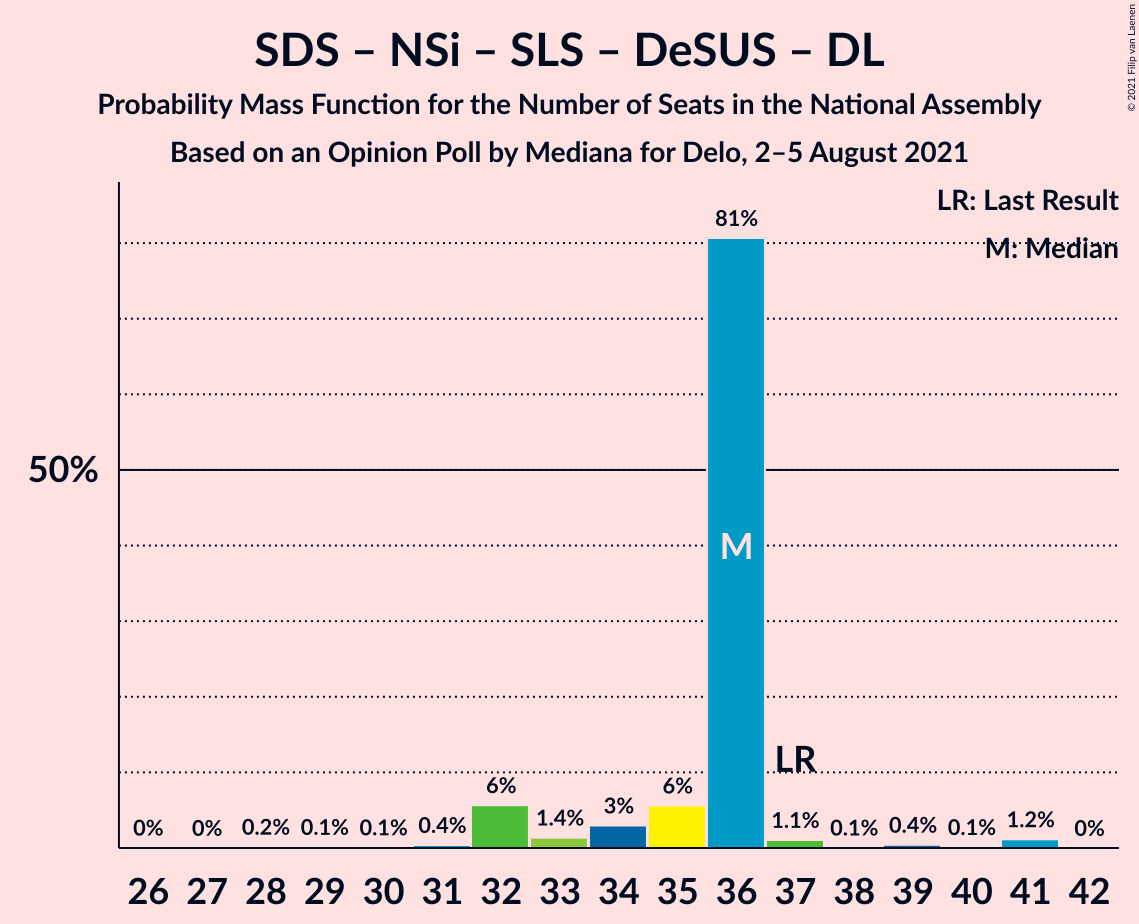 SDS – NSi – SLS – DeSUS – DL
Probability Mass Function for the Number of Seats in the National Assembly
Based on an Opinion Poll by Mediana for Delo, 2–5 August 2021
© 2021 Filip van Laenen
LR: Last Result
M: Median
50%
0% 0% 0.2% 0.1% 0.1% 0.4% 6% 1.4% 3% 6% 81% 1.1% 0.1% 0.4% 0.1% 1.2% 0%
M
LR
26 27 28 29 30 31 32 33 34 35 36 37 38 39 40 41 42